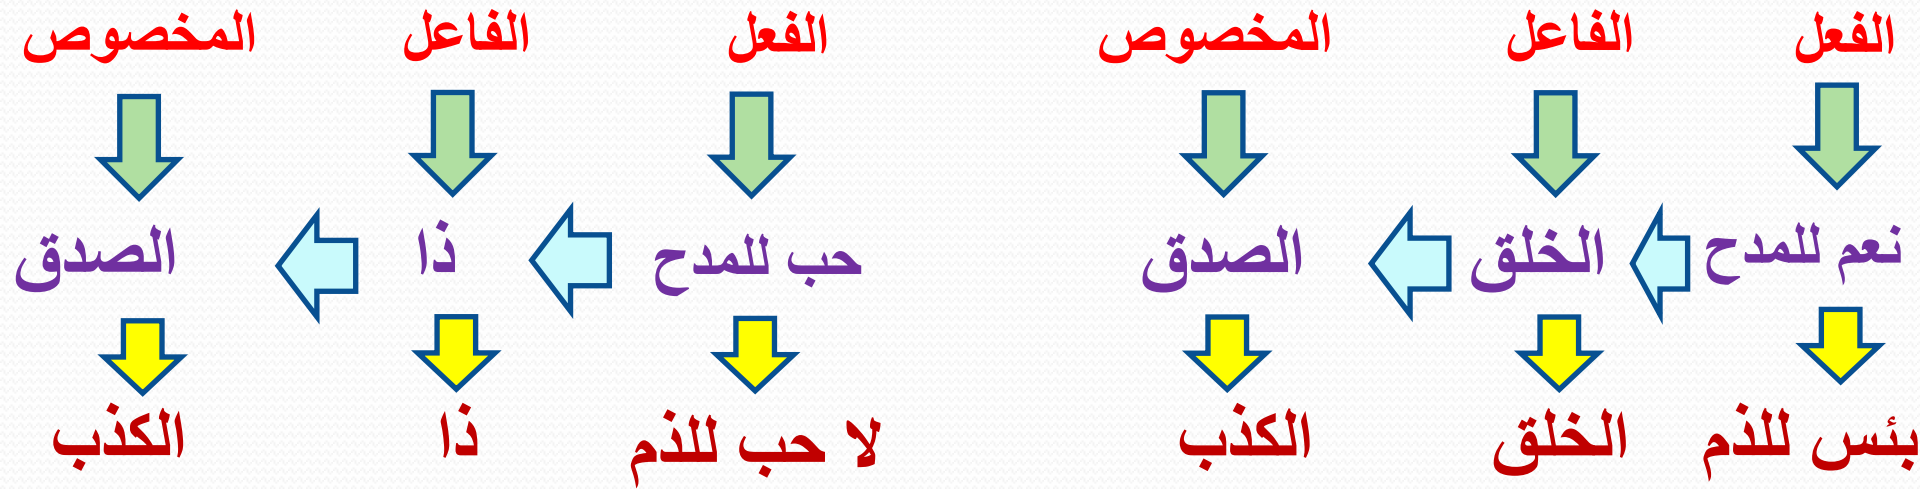 الفعل الفاعل المخصوص الفعل الفاعل المخصوص
نعم للمدح الخلق الصدق حب للمدح ذا الصدق
بئس للذم الخلق الكذب لا حب للذم ذا الكذب